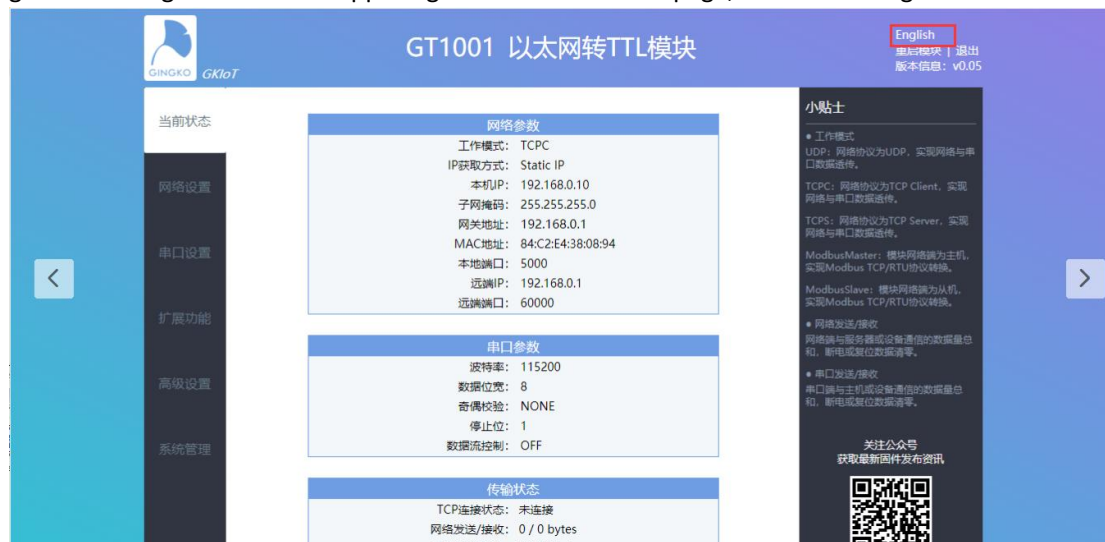 GINGKO GKIoT
GT1001 以太网转TTL模块
English
重启模块 | 退出
版本信息: v0.05
当前状态
网络设置
串口设置
扩展功能
高级设置
系统管理
网络参数
工作模式: TCPC
IP获取方式: Static IP
本机IP: 192.168.0.10
子网掩码: 255.255.255.0
网关地址: 192.168.0.1
MAC地址: 84:C2:E4:38:08:94
本地端口: 5000
远端IP: 192.168.0.1
远端端口: 60000
串口参数
波特率: 115200
数据位宽: 8
奇偶校验: NONE
停止位: 1
数据流控制: OFF
传输状态
TCP连接状态: 未连接
网络发送/接收: 0 / 0 bytes
小贴士
● 工作模式
UDP: 网络协议为UDP, 实现网络与串
口数据透传。
TCPC: 网络协议为TCP Client, 实现
网络与串口数据透传。
TCPS: 网络协议为TCP Server, 实现
网络与串口数据透传。
ModbusMaster: 模块网络端为主机,
实现Modbus TCP/RTU协议转换。
ModbusSlave: 模块网络端为从机,
实现Modbus TCP/RTU协议转换。
● 网络发送/接收
网络端与服务器或设备通信的数据量总
和, 断电或复位数据清零。
● 串口发送/接收
串口端与主机或设备通信的数据量总
和, 断电或复位数据清零。
关注公众号
获取最新固件发布资讯